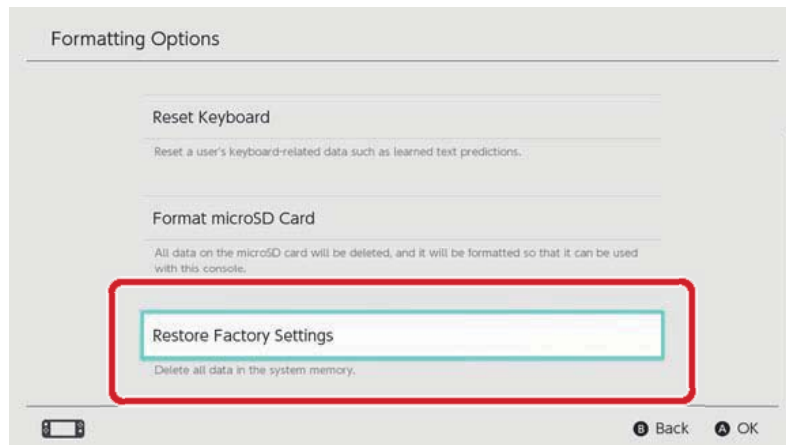 Formatting Options
Reset Keyboard
Reset a user's keyboard-related data such as learned text predictions.
Format microSD Card
All data on the microSD card will be deleted, and it will be formatted so that it can be used
with this console.
Restore Factory Settings
Delete all data in the system memory.
B Back A OK